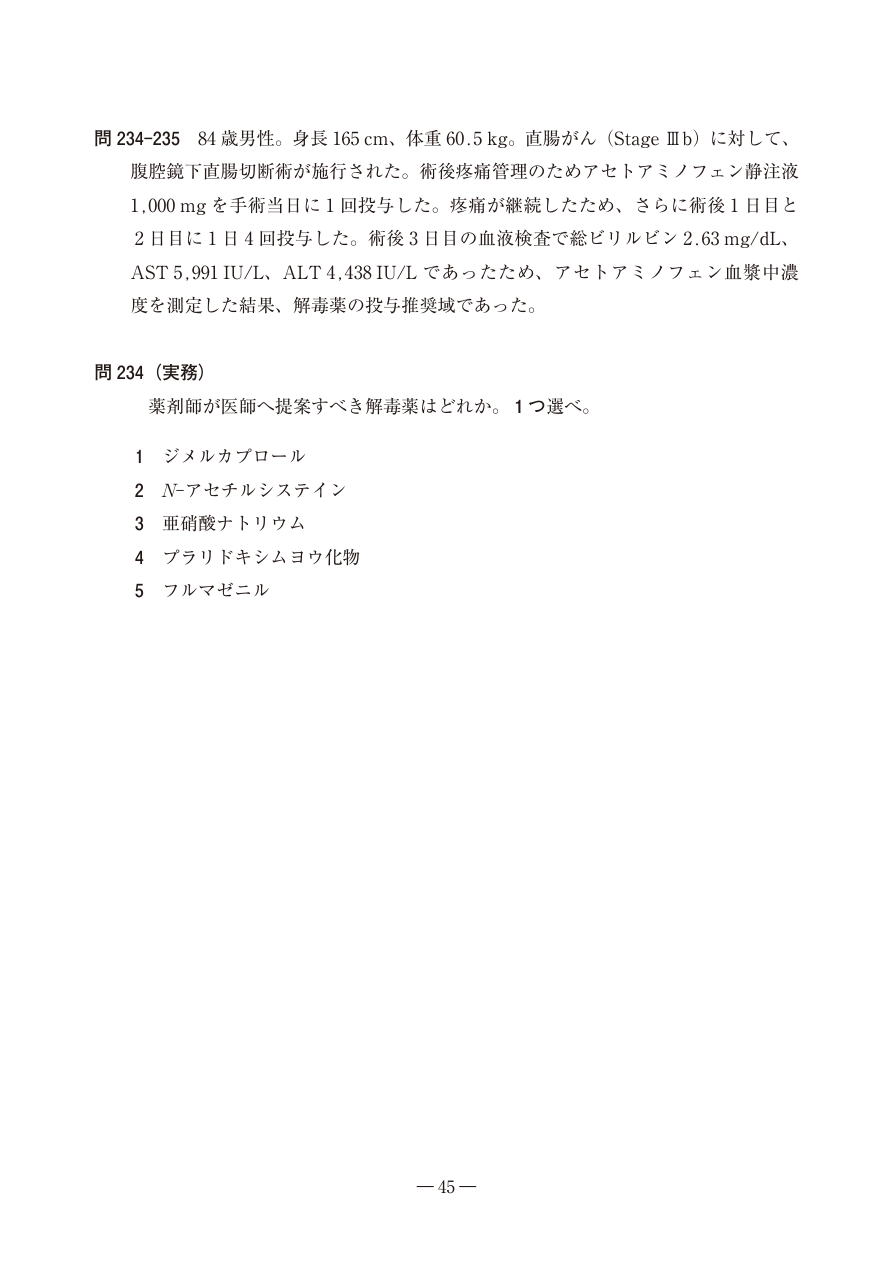 問 234-235 84 歳男性。身長 165 cm、体重 60.5 kg。直腸がん（Stage Ⅲb）に対して、
腹腔鏡下直腸切断術が施行された。術後疼痛管理のためアセトアミノフェン静注液
1,000 mg を手術当日に 1 回投与した。疼痛が継続したため、さらに術後 1 日目と
2 日目に 1 日 4 回投与した。術後 3 日目の血液検査で総ビリルビン 2.63 mg/dL、
AST 5,991 IU/L、ALT 4,438 IU/L であったため、アセトアミノフェン血漿中濃
度を測定した結果、解毒薬の投与推奨域であった。
問 234（実務）
薬剤師が医師へ提案すべき解毒薬はどれか。1 つ選べ。
1 ジメルカプロール
2 N-アセチルシステイン
3 亜硝酸ナトリウム
4 プラリドキシムヨウ化物
5 フルマゼニル
— 45 —